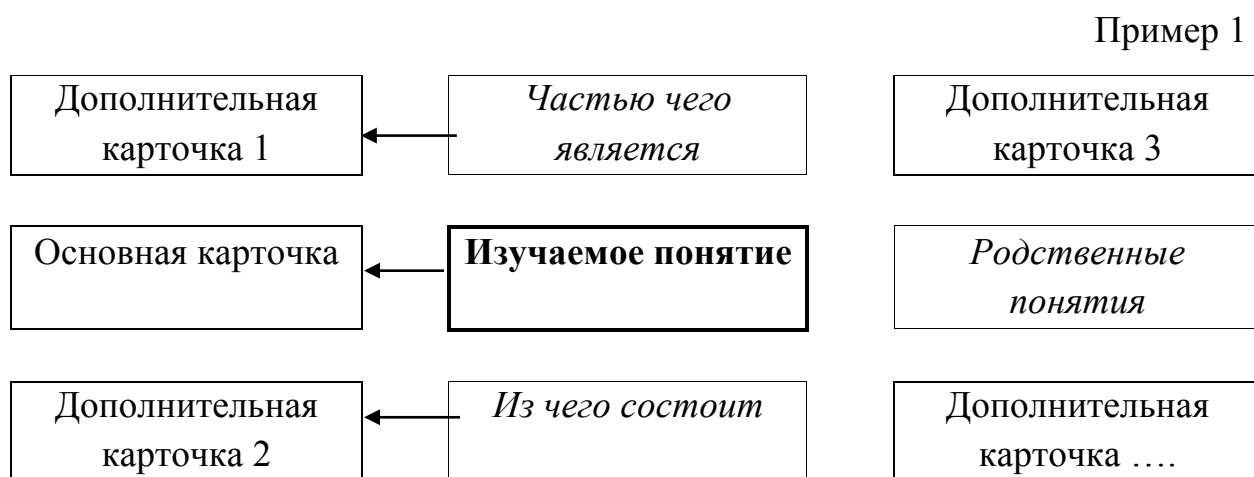 Пример 1
Дополнительная
карточка 1
Частью чего
является
Дополнительная
карточка 3
Основная карточка
Изучаемое понятие
Родственные
понятия
Дополнительная
карточка 2
Из чего состоит
Дополнительная
карточка ….